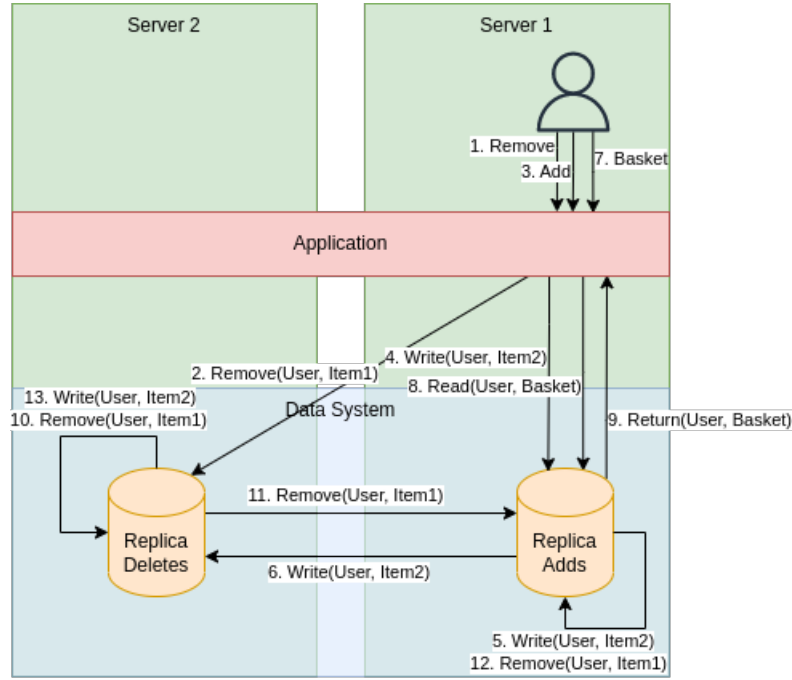 Server 2
Server 1
1. Remove
7. Basket
3. Add
Application
4. Write(User, Item2)
2. Remove(User, Item1)
8. Read(User, Basket)
13. Write(User, Item2)
Data System
10. Remove(User, Item1)
9. Return(User, Basket)
11. Remove(User, Item1)
Replica
Deletes
Replica
Adds
6. Write(User, Item2)
5. Write(User, Item2)
12. Remove(User, Item1)